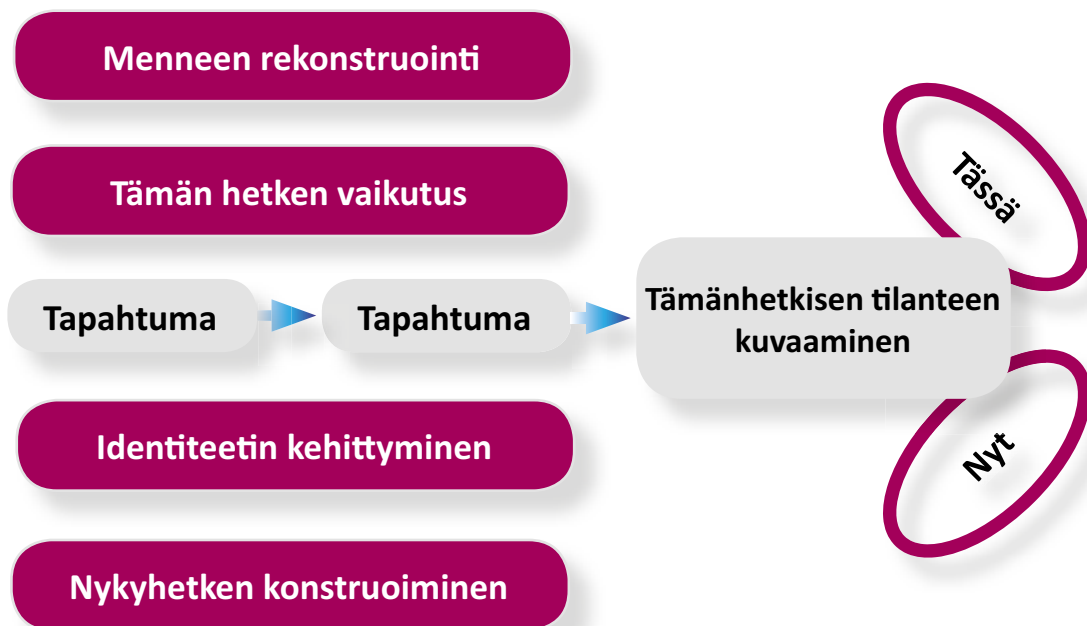 Menneen rekonstruointi
Tämän hetken vaikutus
Tapahtuma
Tapahtuma
Tämänhetkisen tilanteen
kuvaaminen
Tässä
Nyt
Identiteetin kehittyminen
Nykyhetken konstruoiminen